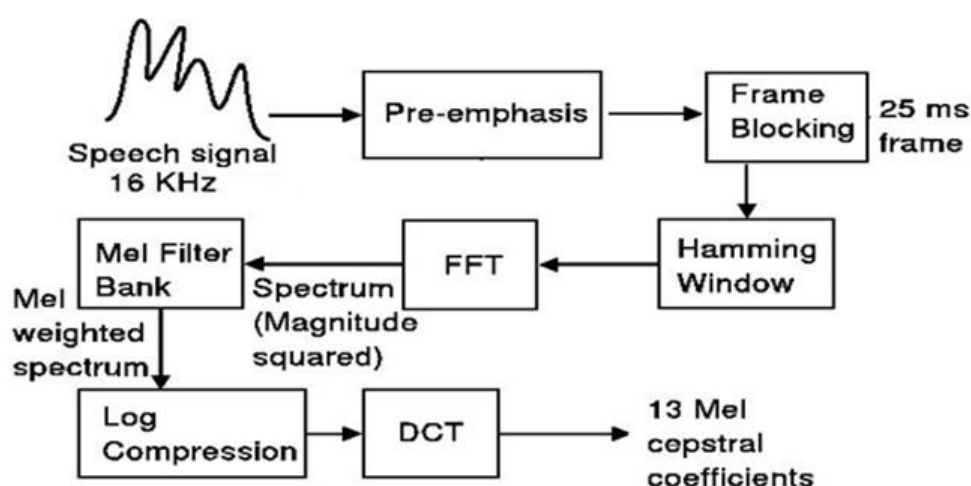 Speech signal
16 KHz
Pre-emphasis
Frame
Blocking
25 ms
frame
Hamming
Window
FFT
Spectrum
(Magnitude
squared)
Mel Filter
Bank
Mel
weighted
spectrum
Log
Compression
DCT
13 Mel
cepstral
coefficients